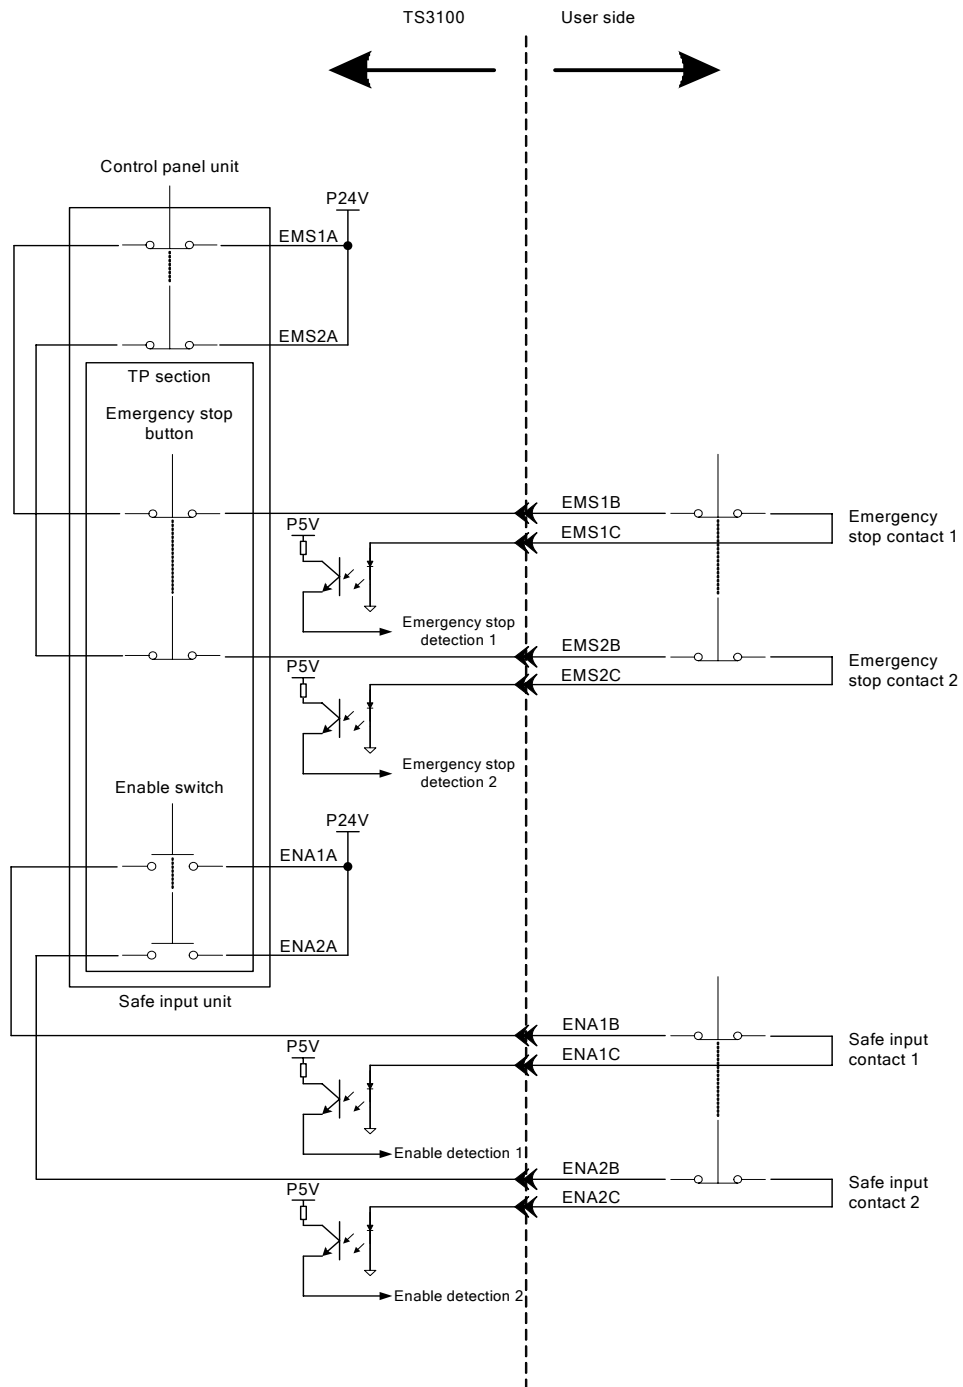 TS3100
User side
Control panel unit
P24V
EMS1A
EMS2A
TP section
Emergency stop
button
EMS1B
EMS1C
Emergency
stop contact 1
P5V
Emergency stop
detection 1
EMS2B
EMS2C
Emergency
stop contact 2
P5V
Emergency stop
detection 2
Enable switch
P24V
ENA1A
ENA2A
Safe input unit
ENA1B
ENA1C
Safe input
contact 1
P5V
Enable detection 1
ENA2B
ENA2C
Safe input
contact 2
P5V
Enable detection 2